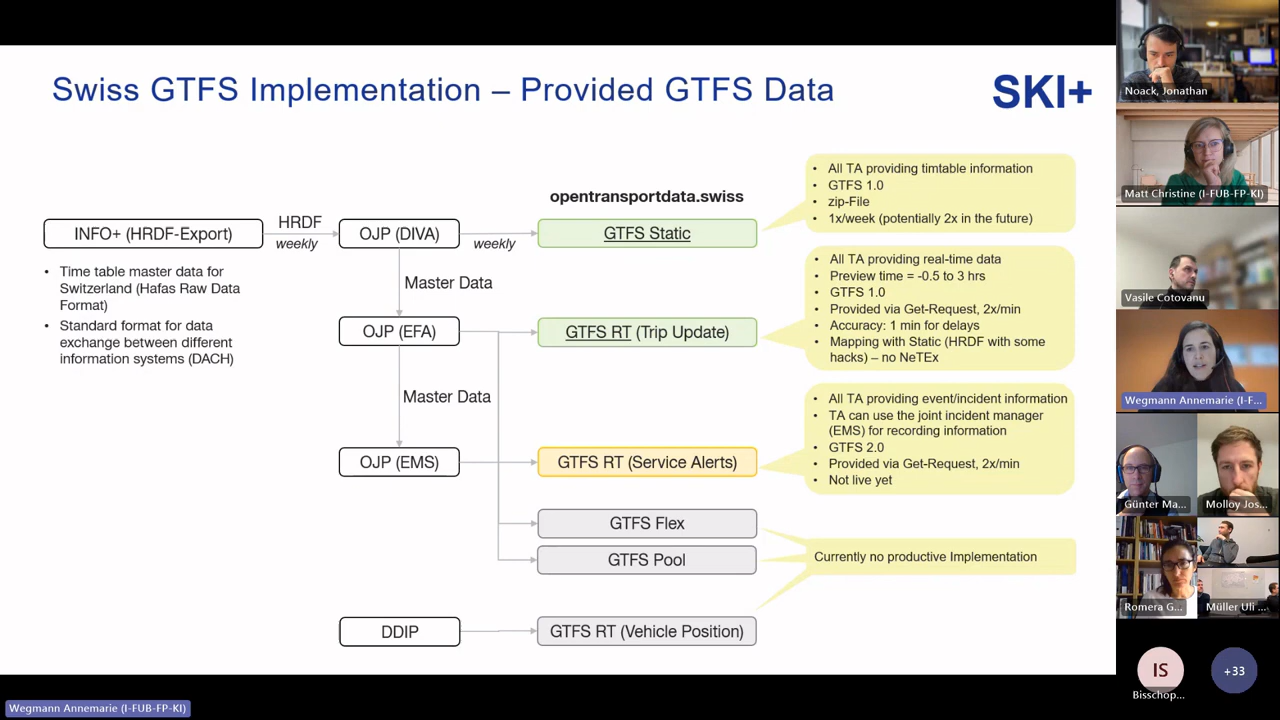 Swiss GTFS Implementation – Provided GTFS Data
SKI+
opentransportdata.swiss
INFO+ (HRDF-Export)
HRDF
weekly
OJP (DIVA)
weekly
GTFS Static
• All TA providing timtable information
• GTFS 1.0
• zip-File
• 1x/week (potentially 2x in the future)
• Time table master data for
Switzerland (Hafas Raw Data
Format)
• Standard format for data
exchange between different
information systems (DACH)
Master Data
OJP (EFA)
GTFS RT (Trip Update)
• All TA providing real-time data
• Preview time = -0.5 to 3 hrs
• GTFS 1.0
• Provided via Get-Request, 2x/min
• Accuracy: 1 min for delays
• Mapping with Static (HRDF with some
hacks) – no NeTEx
Master Data
OJP (EMS)
GTFS RT (Service Alerts)
• All TA providing event/incident information
• TA can use the joint incident manager
(EMS) for recording information
• GTFS 2.0
• Provided via Get-Request, 2x/min
• Not live yet
GTFS Flex
GTFS Pool
Currently no productive Implementation
DDIP
GTFS RT (Vehicle Position)
Wegmann Annemarie (I-FUB-FP-KI)
Noack, Jonathan
Matt Christine (I-FUB-FP-KI)
Vasile Cotovanu
Wegmann Annemarie (I-F...
Günter Ma...
Molloy Jos...
Romera G...
Müller Uli ...
IS
Bisschop...
+33